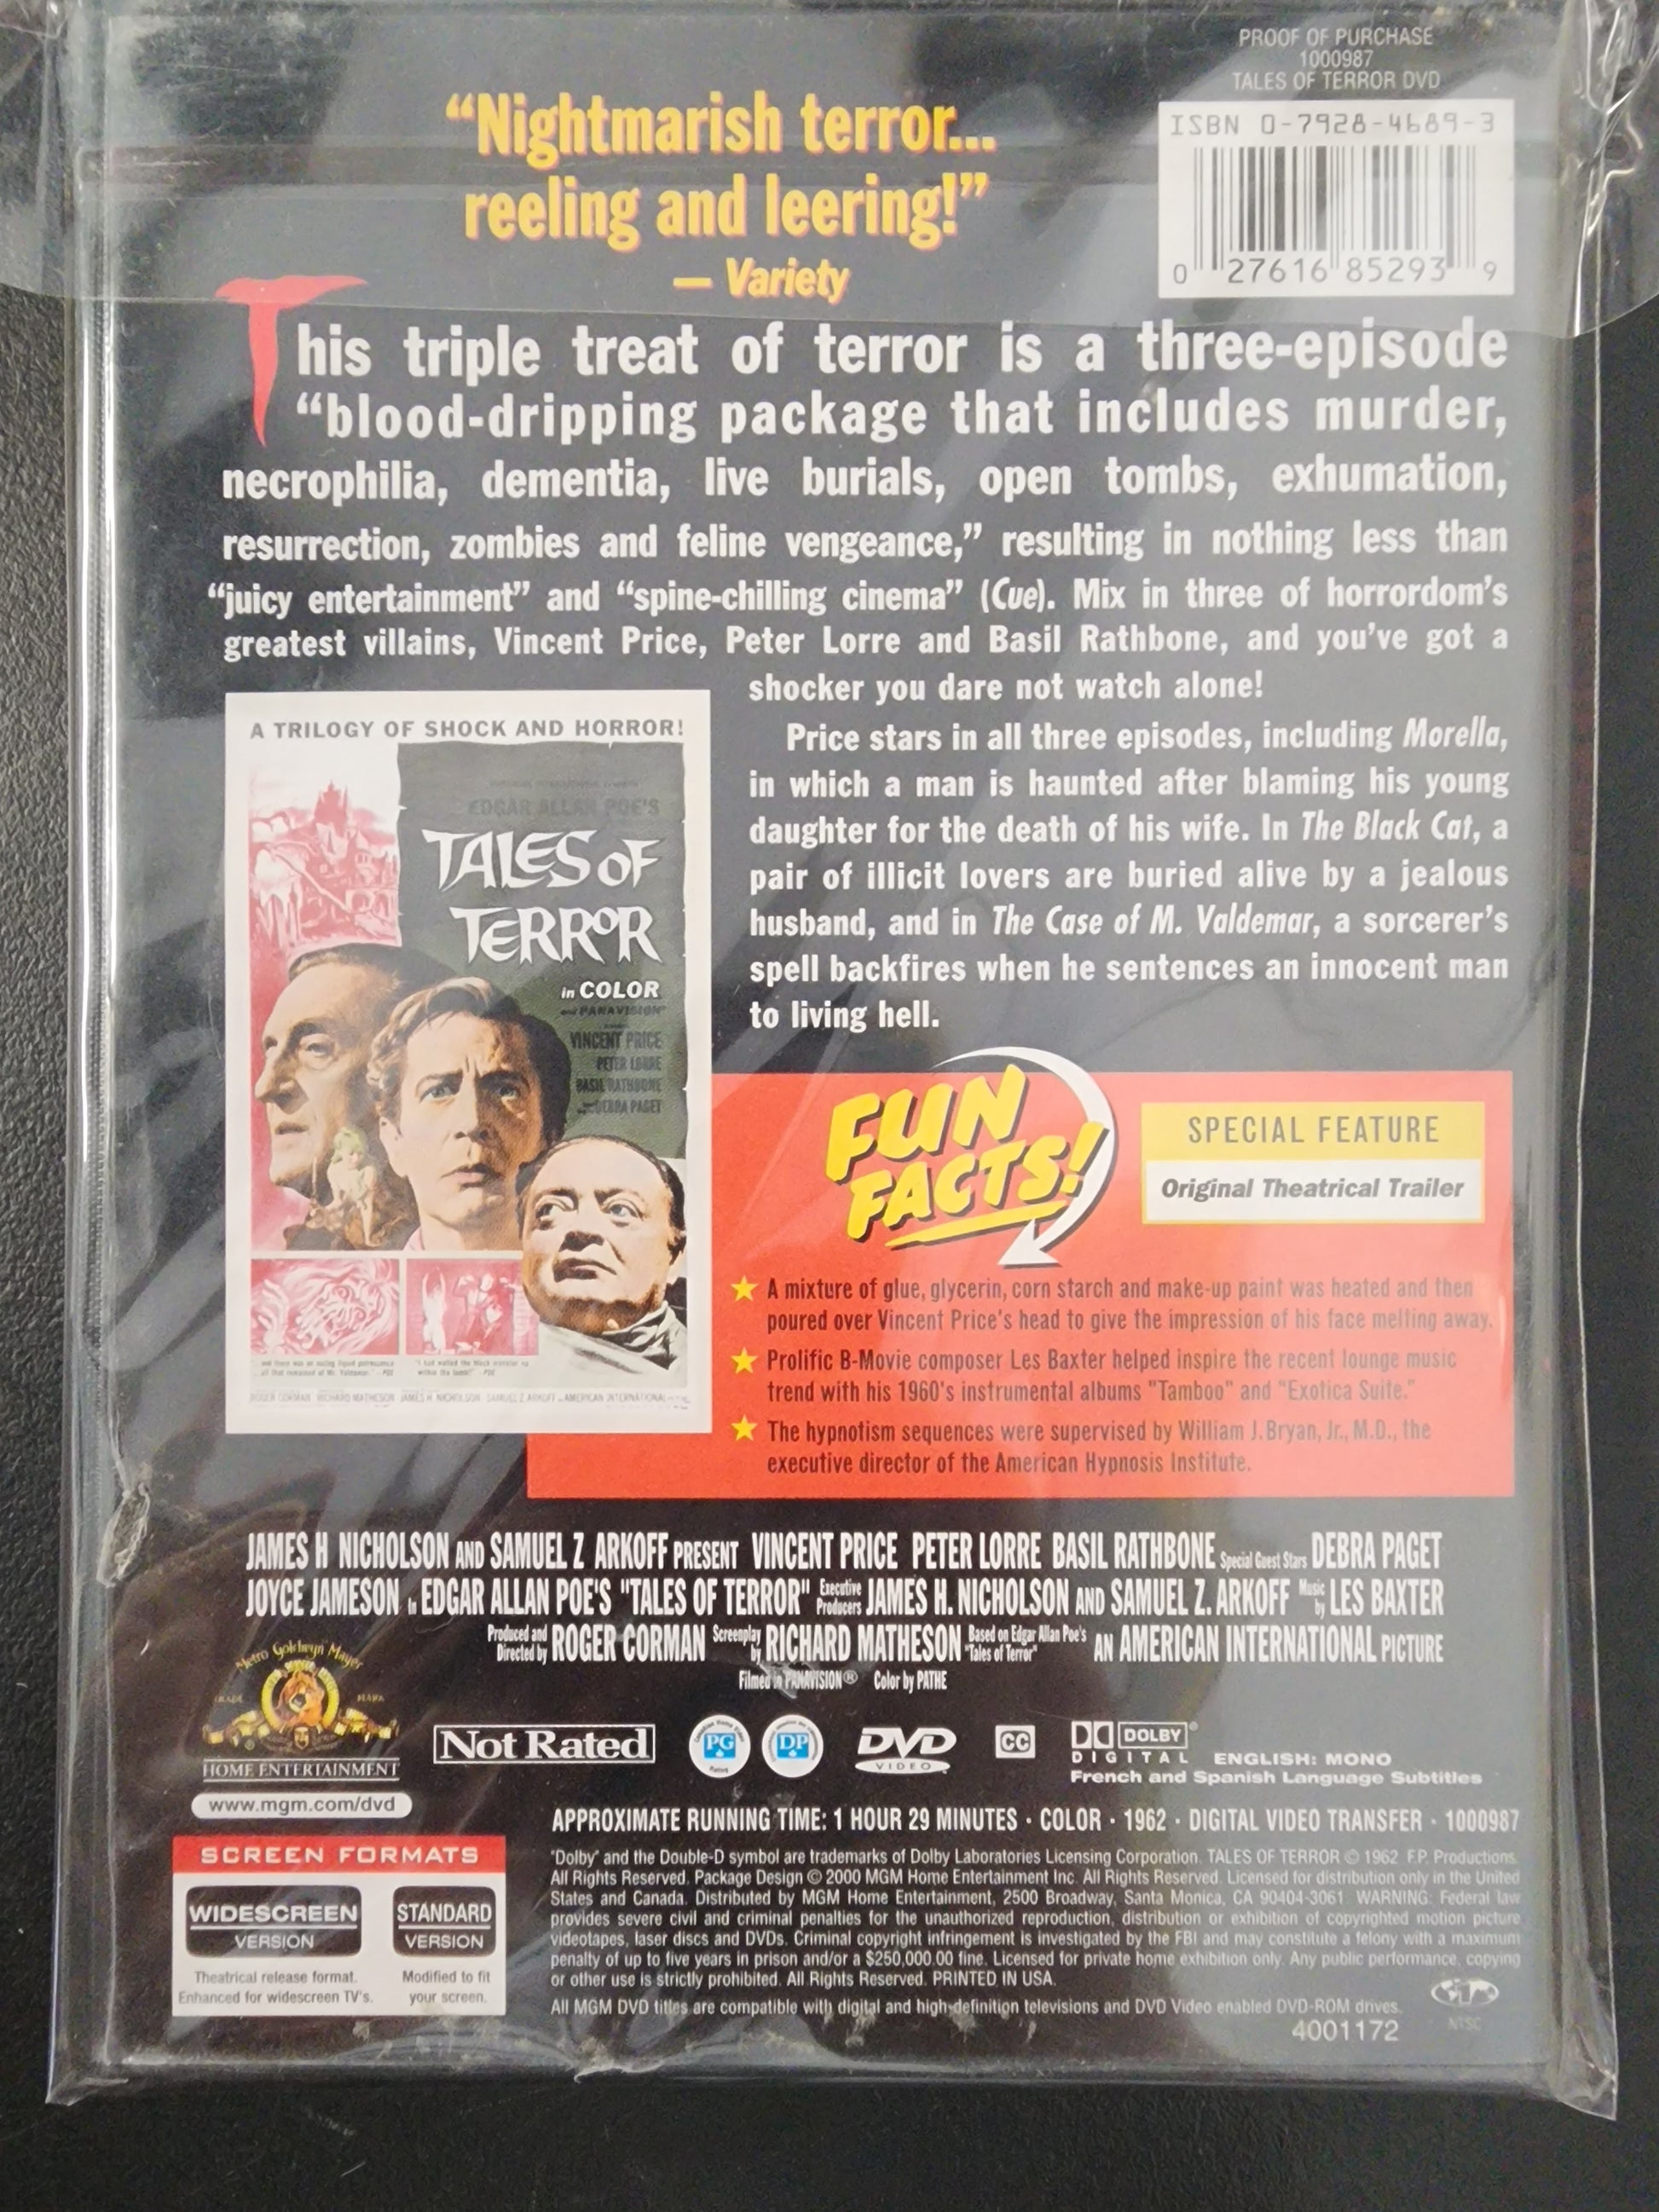 PROOF OF PURCHASE
1000987
TALES OF TERROR DVD
ISBN 0-7928-4689-3
0 27616 85293 9
“Nightmarish terror...
reeling and leering!”
— Variety
This triple treat of terror is a three-episode
“blood-dripping package that includes murder,
necrophilia, dementia, live burials, open tombs, exhumation,
resurrection, zombies and feline vengeance,” resulting in nothing less than
“juicy entertainment” and “spine-chilling cinema” (Cue). Mix in three of horrordom’s
greatest villains, Vincent Price, Peter Lorre and Basil Rathbone, and you’ve got a
shocker you dare not watch alone!
Price stars in all three episodes, including Morella,
in which a man is haunted after blaming his young
daughter for the death of his wife. In The Black Cat, a
pair of illicit lovers are buried alive by a jealous
husband, and in The Case of M. Valdemar, a sorcerer’s
spell backfires when he sentences an innocent man
to living hell.
A TRILOGY OF SHOCK AND HORROR!
EDGAR ALLAN POE'S
TALES OF
TERROR
in COLOR
and PANAVISION
VINCENT PRICE
PETER LORRE
BASIL RATHBONE
DEBRA PAGET
ROGER CORMAN RICHARD MATHESON JAMES H. NICHOLSON SAMUEL Z. ARKOFF AMERICAN INTERNATIONAL
FUN
FACTS!
SPECIAL FEATURE
Original Theatrical Trailer
A mixture of glue, glycerin, corn starch and make-up paint was heated and then
poured over Vincent Price's head to give the impression of his face melting away.
Prolific B-Movie composer Les Baxter helped inspire the recent lounge music
trend with his 1960's instrumental albums "Tamboo" and "Exotica Suite."
The hypnotism sequences were supervised by William J. Bryan, Jr., M.D., the
executive director of the American Hypnosis Institute.
JAMES H NICHOLSON AND SAMUEL Z ARKOFF PRESENT VINCENT PRICE PETER LORRE BASIL RATHBONE Special Guest Stars DEBRA PAGET
JOYCE JAMESON In EDGAR ALLAN POE'S "TALES OF TERROR" Executive Producers JAMES H. NICHOLSON AND SAMUEL Z. ARKOFF Music by LES BAXTER
Produced and Directed by ROGER CORMAN Screenplay by RICHARD MATHESON Based on Edgar Allan Poe's "Tales of Terror" AN AMERICAN INTERNATIONAL PICTURE
Filmed in PANAVISION® Color by PATHE
Metro Goldwyn Mayer
TRADE MARK
HOME ENTERTAINMENT
www.mgm.com/dvd
Not Rated
PG
DP
DVD
VIDEO
CC
DOLBY®
DIGITAL ENGLISH: MONO
French and Spanish Language Subtitles
APPROXIMATE RUNNING TIME: 1 HOUR 29 MINUTES · COLOR · 1962 · DIGITAL VIDEO TRANSFER · 1000987
"Dolby" and the Double-D symbol are trademarks of Dolby Laboratories Licensing Corporation. TALES OF TERROR © 1962 F.P. Productions.
All Rights Reserved. Package Design © 2000 MGM Home Entertainment Inc. All Rights Reserved. Licensed for distribution only in the United
States and Canada. Distributed by MGM Home Entertainment, 2500 Broadway, Santa Monica, CA 90404-3061 WARNING: Federal law
provides severe civil and criminal penalties for the unauthorized reproduction, distribution or exhibition of copyrighted motion picture
videotapes, laser discs and DVDs. Criminal copyright infringement is investigated by the FBI and may constitute a felony with a maximum
penalty of up to five years in prison and/or a $250,000.00 fine. Licensed for private home exhibition only. Any public performance, copying
or other use is strictly prohibited. All Rights Reserved. PRINTED IN USA.
All MGM DVD titles are compatible with digital and high-definition televisions and DVD Video enabled DVD-ROM drives.
4001172
NTSC
SCREEN FORMATS
WIDESCREEN
VERSION
Theatrical release format.
Enhanced for widescreen TV's.
STANDARD
VERSION
Modified to fit
your screen.